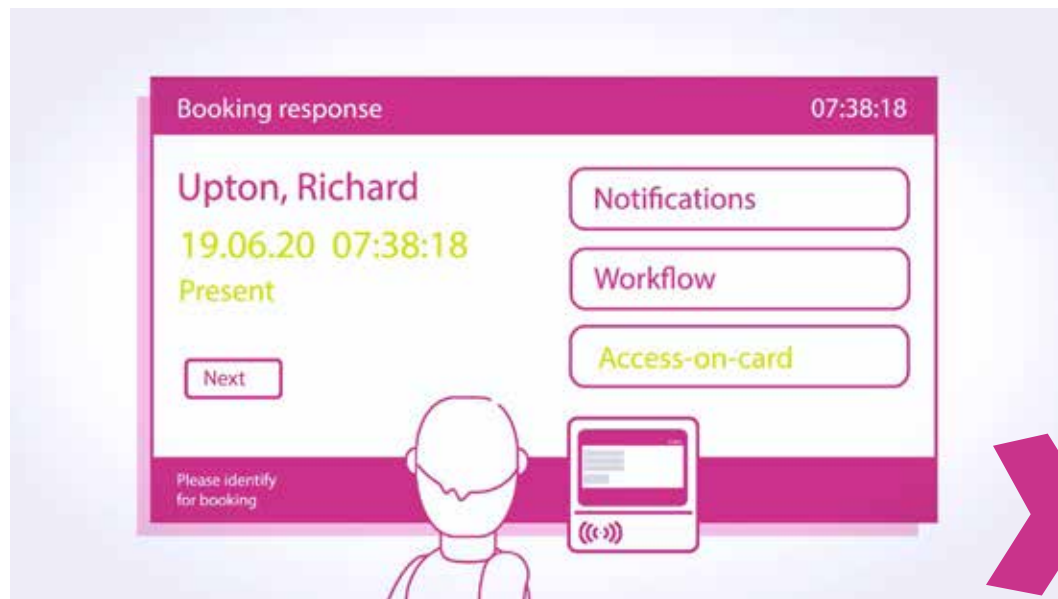 Booking response
07:38:18
Upton, Richard
19.06.20 07:38:18
Present
Next
Notifications
Workflow
Access-on-card
Please identify
for booking